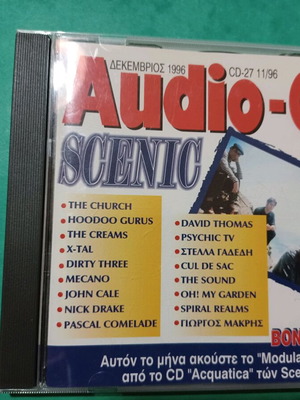 ΔΕΚΕΜΒΡΙΟΣ 1996 CD-27 11/96
Audio-
SCENIC
• THE CHURCH
• HOODOO GURUS
• THE CREAMS
• X-TAL
• DIRTY THREE
• MECANO
• JOHN CALE
• NICK DRAKE
• PASCAL COMELADE
• DAVID THOMAS
• PSYCHIC TV
• ΣΤΕΛΛΑ ΓΑΔΕΔΗ
• CUL DE SAC
• THE SOUND
• OH! MY GARDEN
• SPIRAL REALMS
• ΓΙΩΡΓΟΣ ΜΑΚΡΗΣ
BON
Αυτόν το μήνα ακούστε το "Modula
από το CD "Acquatica" τών Sce